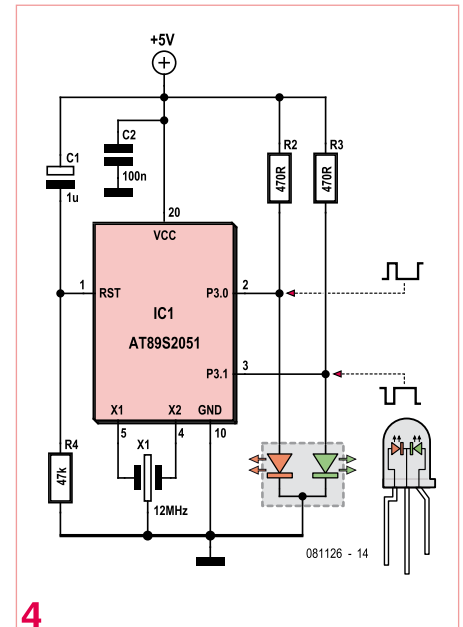 +5V
C2
R2
R3
C1
100n
470R
470R
1u
20
VCC
1
RST
P3.0
2
IC1
AT89S2051
P3.1
3
X1
X2
GND
5
X1
4
10
R4
47k
12MHz
081126 - 14
4